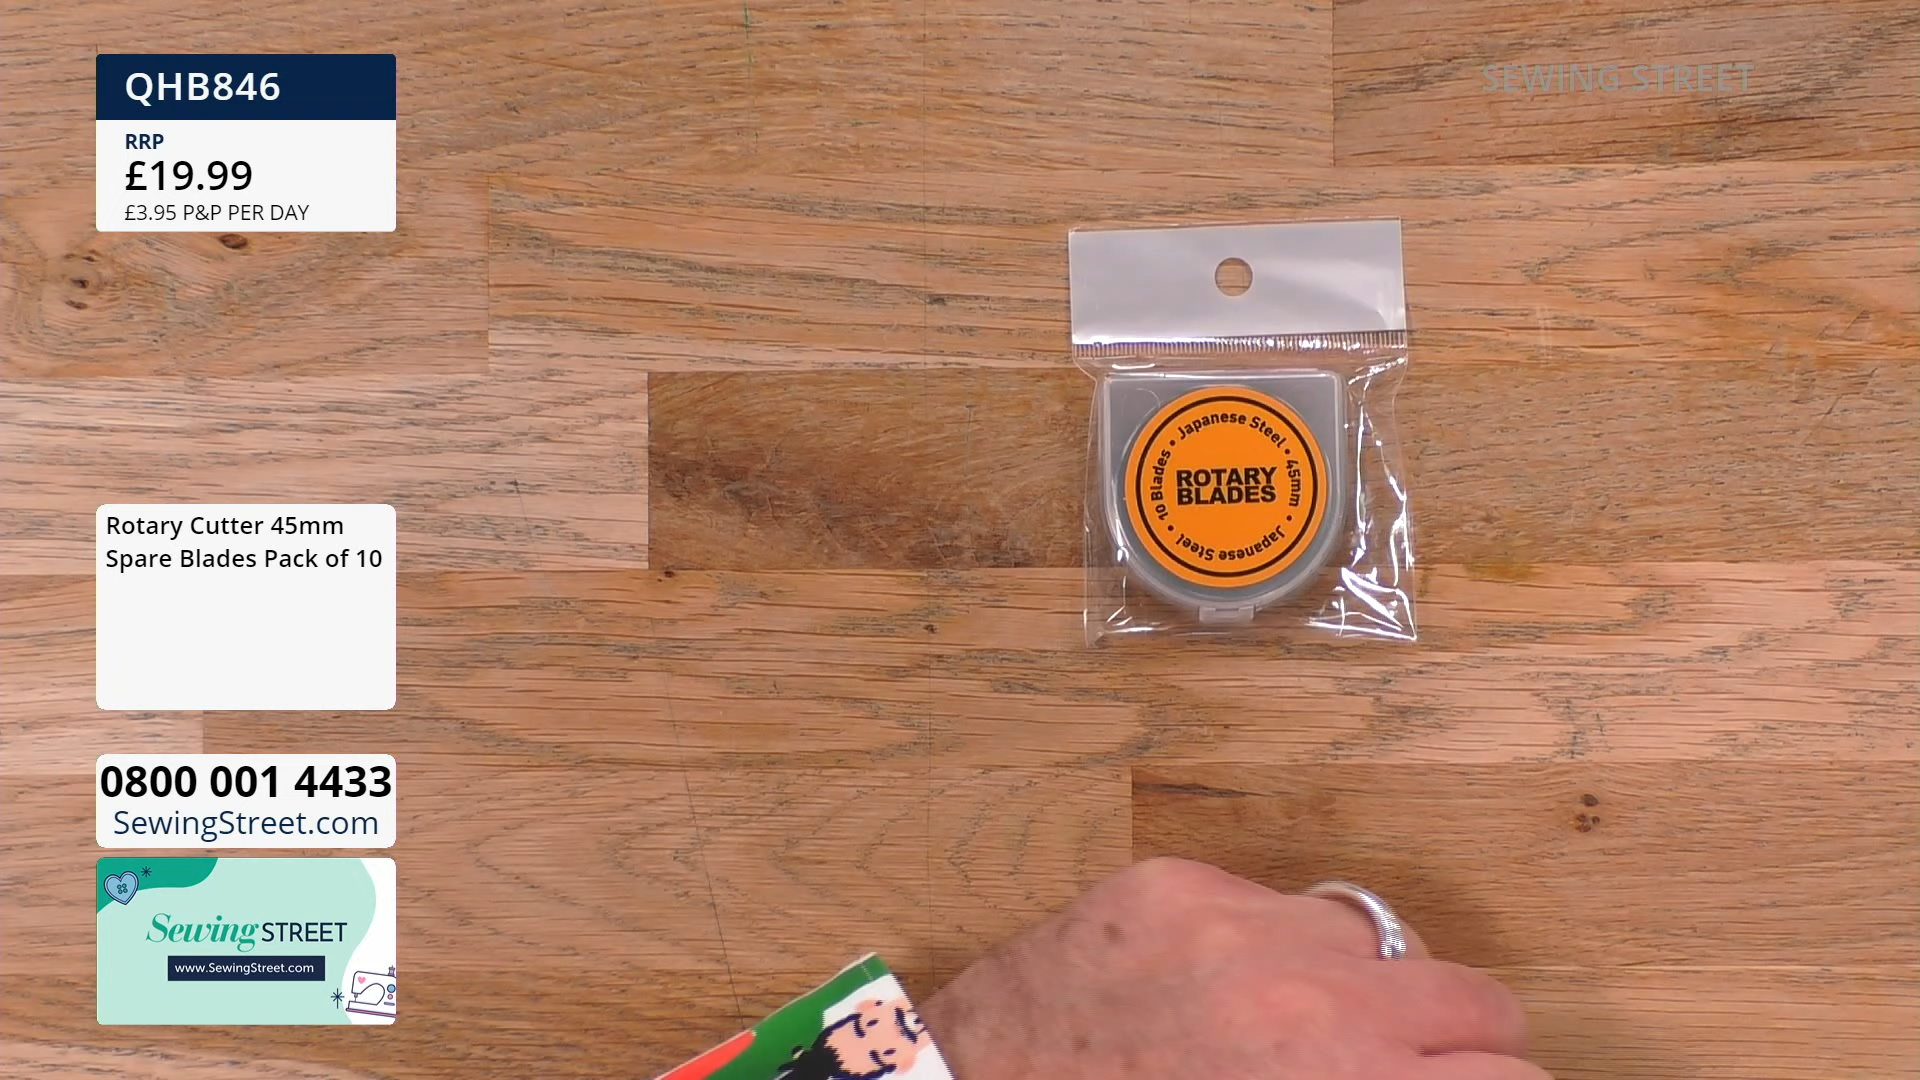 QHB846
RRP
£19.99
£3.95 P&P PER DAY
SEWING STREET
Rotary Cutter 45mm
Spare Blades Pack of 10
0800 001 4433
SewingStreet.com
Sewing STREET
www.SewingStreet.com
Japanese Steel • 45mm • Japanese Steel • 10 Blades •
ROTARY
BLADES